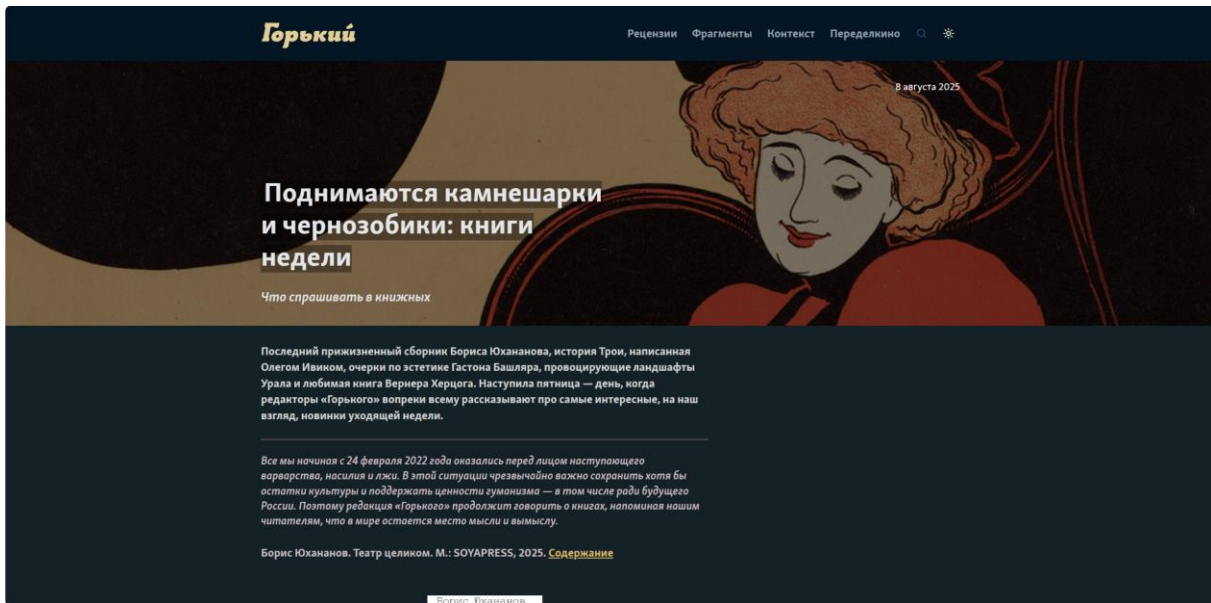 Горький
Рецензии Фрагменты Контекст Переделкино
8 августа 2025
Поднимаются камнешарки
и чернозобики: книги
недели
Что спрашивать в книжных
Последний прижизненный сборник Бориса Юхананова, история Трои, написанная
Олегом Ивиком, очерки по эстетике Гастона Башляра, провоцирующие ландшафты
Урала и любимая книга Вернера Херцога. Наступила пятница — день, когда
редакторы «Горького» вопреки всему рассказывают про самые интересные, на наш
взгляд, новинки уходящей недели.
Все мы начиная с 24 февраля 2022 года оказались перед лицом наступающего
варварства, насилия и лжи. В этой ситуации чрезвычайно важно сохранить хотя бы
остатки культуры и поддержать ценности гуманизма — в том числе ради будущего
России. Поэтому редакция «Горького» продолжит говорить о книгах, напоминая нашим
читателям, что в мире остается место мысли и вымыслу.
Борис Юхананов. Театр целиком. М.: SOYAPRESS, 2025. Содержание
Борис Юхананов